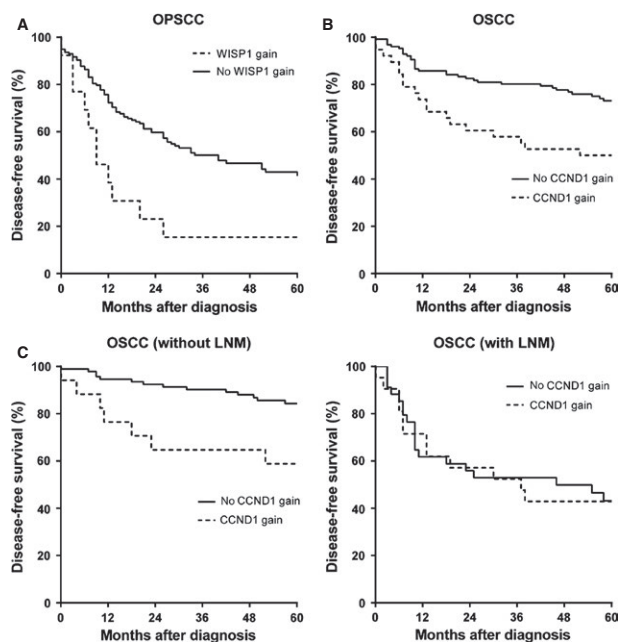 A
OPSCC
Disease-free survival (%)
100
80
60
40
20
0
WISP1 gain
No WISP1 gain
0 12 24 36 48 60
Months after diagnosis
B
OSCC
Disease-free survival (%)
100
80
60
40
20
0
No CCND1 gain
CCND1 gain
0 12 24 36 48 60
Months after diagnosis
C
OSCC (without LNM)
Disease-free survival (%)
100
80
60
40
20
0
No CCND1 gain
CCND1 gain
0 12 24 36 48 60
Months after diagnosis
OSCC (with LNM)
Disease-free survival (%)
100
80
60
40
20
0
No CCND1 gain
CCND1 gain
0 12 24 36 48 60
Months after diagnosis